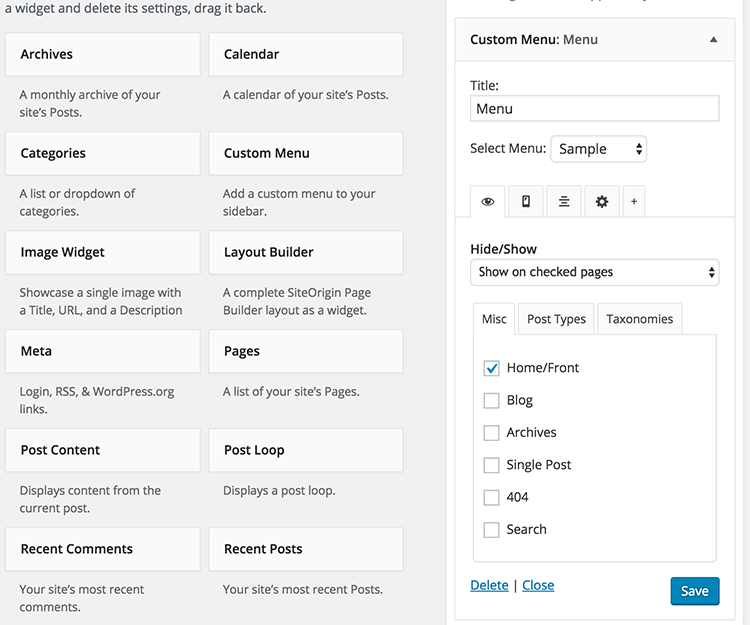 a widget and delete its settings, drag it back.
Archives
A monthly archive of your
site's Posts.
Calendar
A calendar of your site's Posts.
Categories
A list or dropdown of
categories.
Custom Menu
Add a custom menu to your
sidebar.
Image Widget
Showcase a single image with
a Title, URL, and a Description
Layout Builder
A complete SiteOrigin Page
Builder layout as a widget.
Meta
Login, RSS, & WordPress.org
links.
Pages
A list of your site's Pages.
Post Content
Displays content from the
current post.
Post Loop
Displays a post loop.
Recent Comments
Your site's most recent
comments.
Recent Posts
Your site's most recent Posts.
Custom Menu: Menu
Title:
Menu
Select Menu: Sample
+
Hide/Show
Show on checked pages
Misc Post Types Taxonomies
Home/Front
Blog
Archives
Single Post
404
Search
Delete | Close
Save